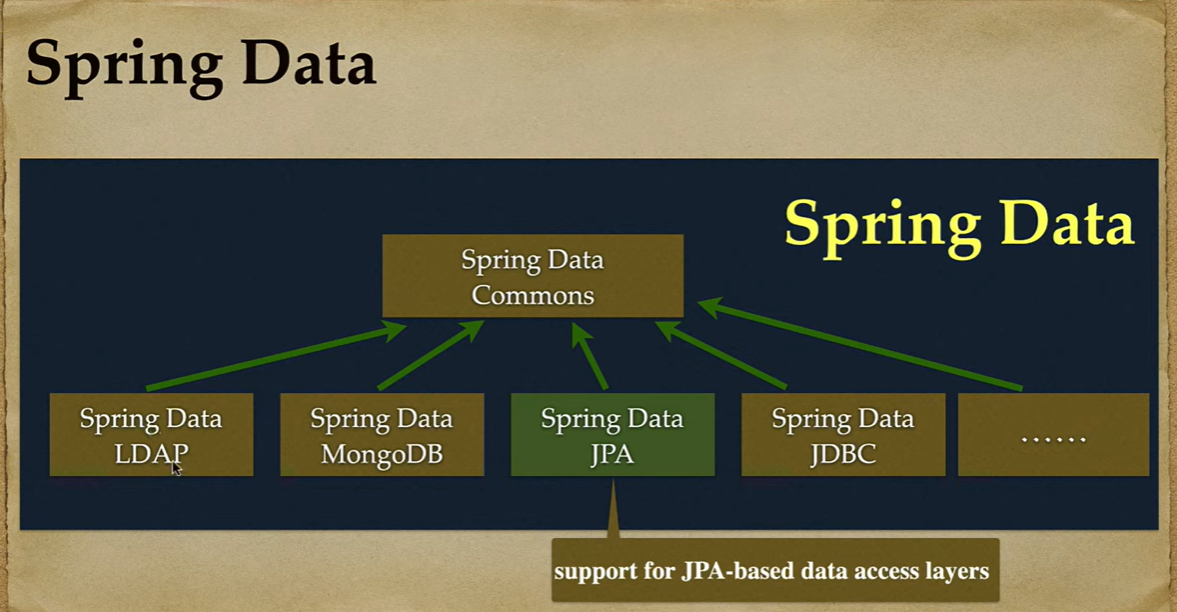 Spring Data
Spring Data
Spring Data
Commons
Spring Data
LDAP
Spring Data
MongoDB
Spring Data
JPA
Spring Data
JDBC
......
support for JPA-based data access layers